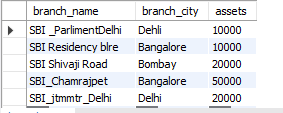 branch_name branch_city assets
SBI _ParlimentDelhi Dehli 10000
SBI Residency blre Bangalore 10000
SBI Shivaji Road Bombay 20000
SBI_Chamrajpet Bangalore 50000
SBI_jtmmtr_Delhi Delhi 20000